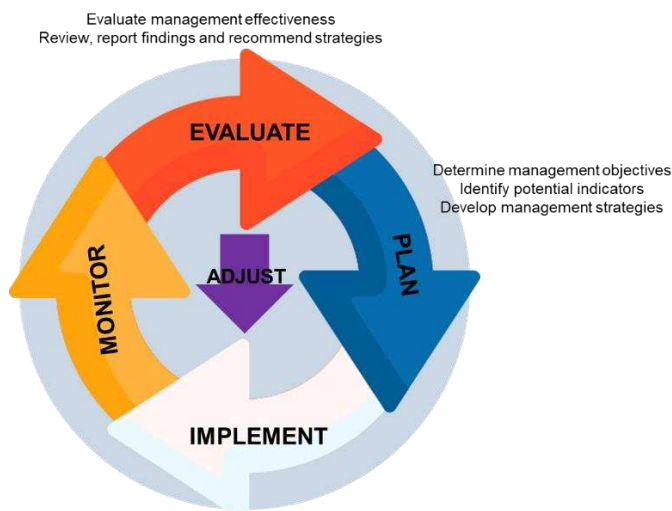 Evaluate management effectiveness
Review, report findings and recommend strategies
EVALUATE
Determine management objectives
Identify potential indicators
Develop management strategies
PLAN
ADJUST
MONITOR
IMPLEMENT